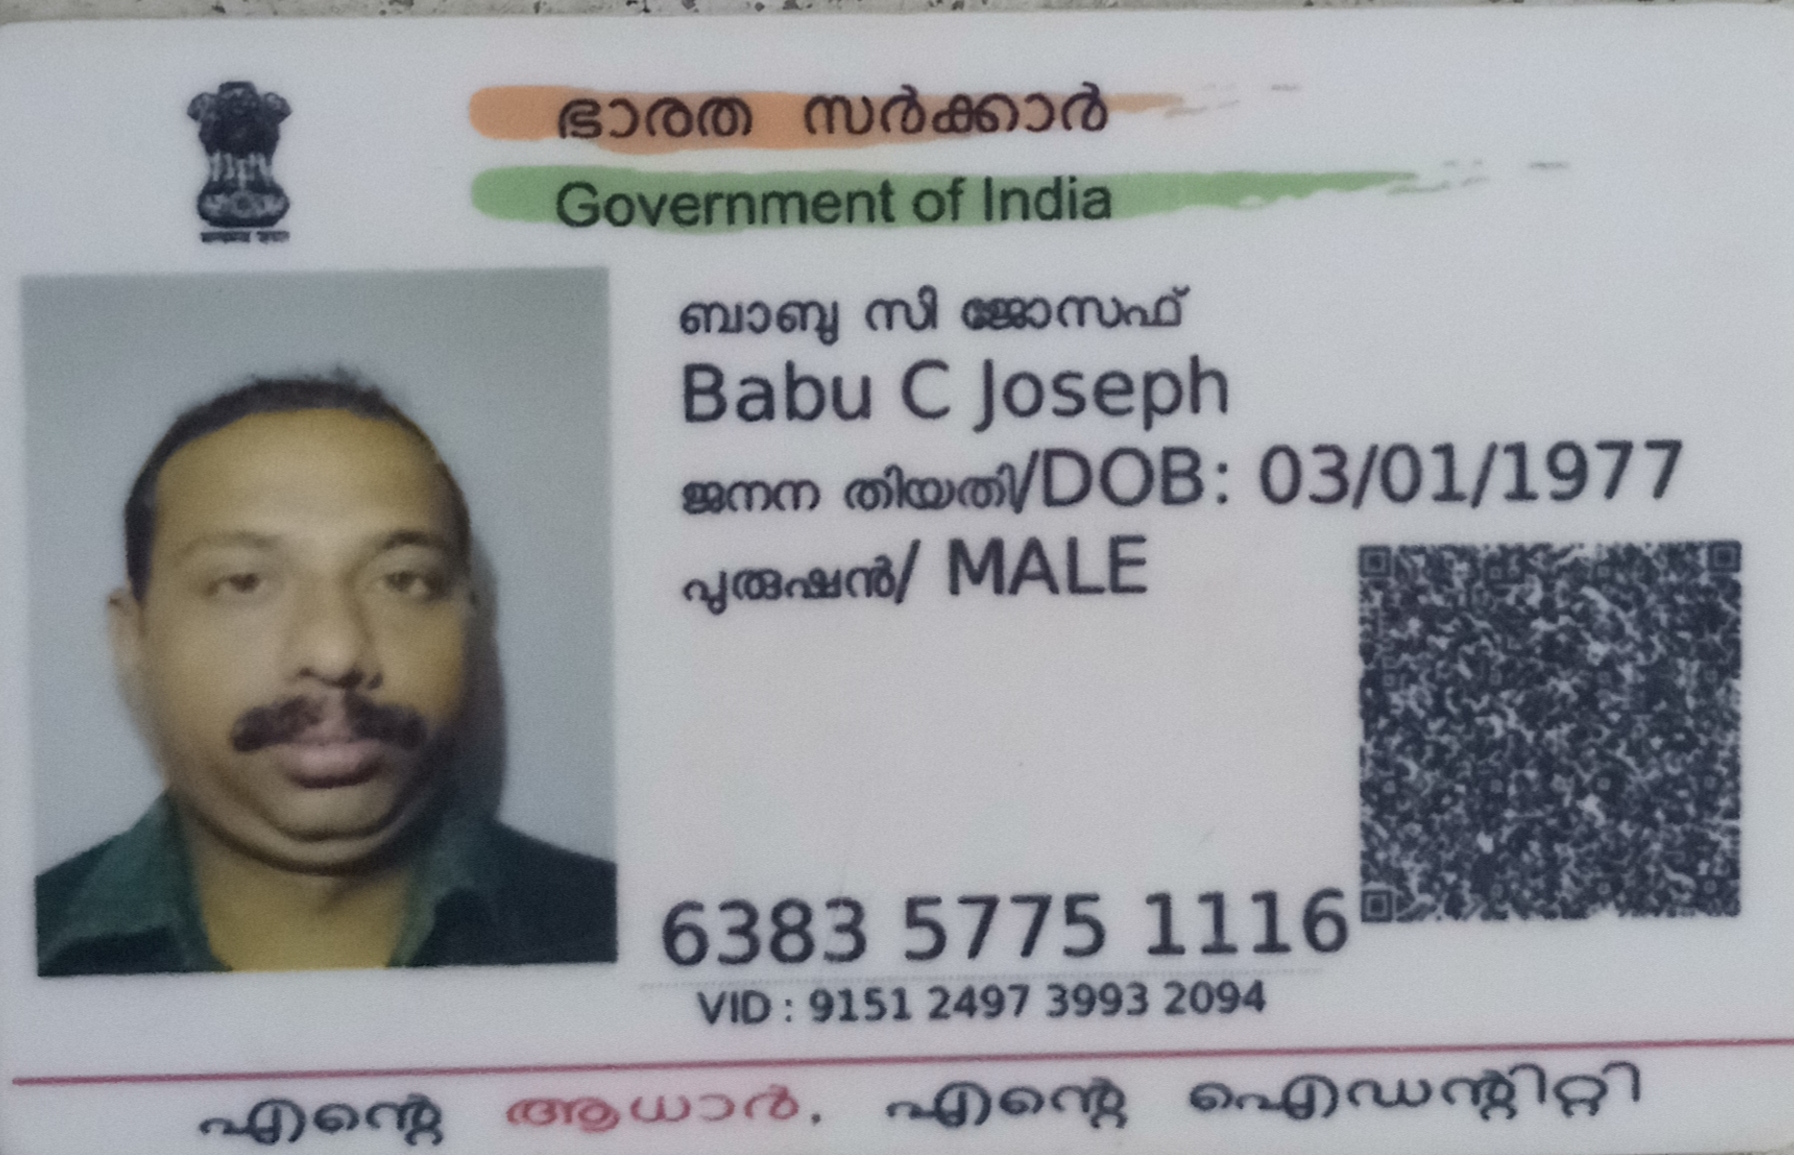 ഭാരത സർക്കാർ
Government of India
ബാബു സി ജോസഫ്
Babu C Joseph
ജനന തിയതി/DOB: 03/01/1977
പുരുഷൻ/ MALE
6383 5775 1116
VID : 9151 2497 3993 2094
എന്റെ ആധാർ, എന്റെ ഐഡന്റിറ്റി